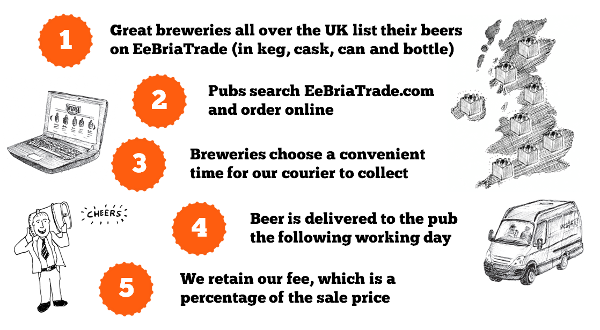 1
Great breweries all over the UK list their beers
on EeBriaTrade (in keg, cask, can and bottle)
2
Pubs search EeBriaTrade.com
and order online
3
Breweries choose a convenient
time for our courier to collect
CHEERS
4
Beer is delivered to the pub
the following working day
5
We retain our fee, which is a
percentage of the sale price